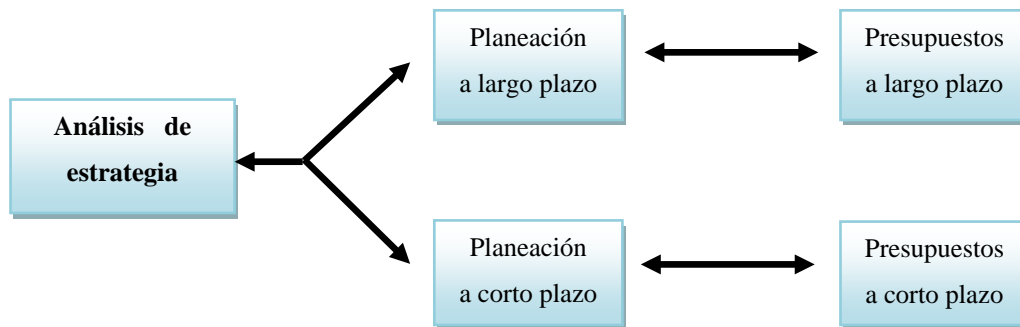 Planeación
a largo plazo
Presupuestos
a largo plazo
Análisis de
estrategia
Planeación
a corto plazo
Presupuestos
a corto plazo